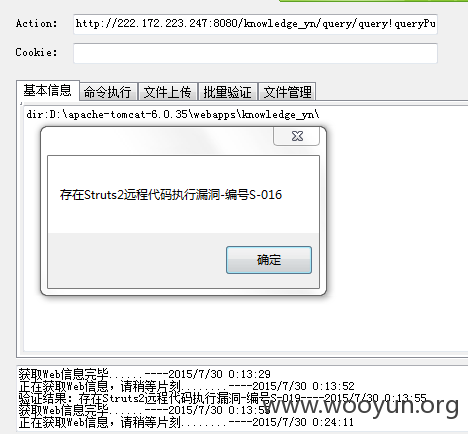 Action: http://222.172.223.247:8080/knowledge_yn/query/query!queryPu
Cookie:
基本信息 命令执行 文件上传 批量验证 文件管理
dir:D:\apache-tomcat-6.0.35\webapps\knowledge_yn\
存在Struts2远程代码执行漏洞-编号S-016
确定
获取Web信息完毕......----2015/7/30 0:13:29
正在获取Web信息，请稍等片刻........----2015/7/30 0:13:52
验证结果：存在Struts2远程代码执行漏洞-编号S-019----2015/7/30 0:13:55
获取Web信息完毕......----2015/7/30 0:13:58
正在获取Web信息，请稍等片刻........----2015/7/30 0:24:11
www.wooyun.org